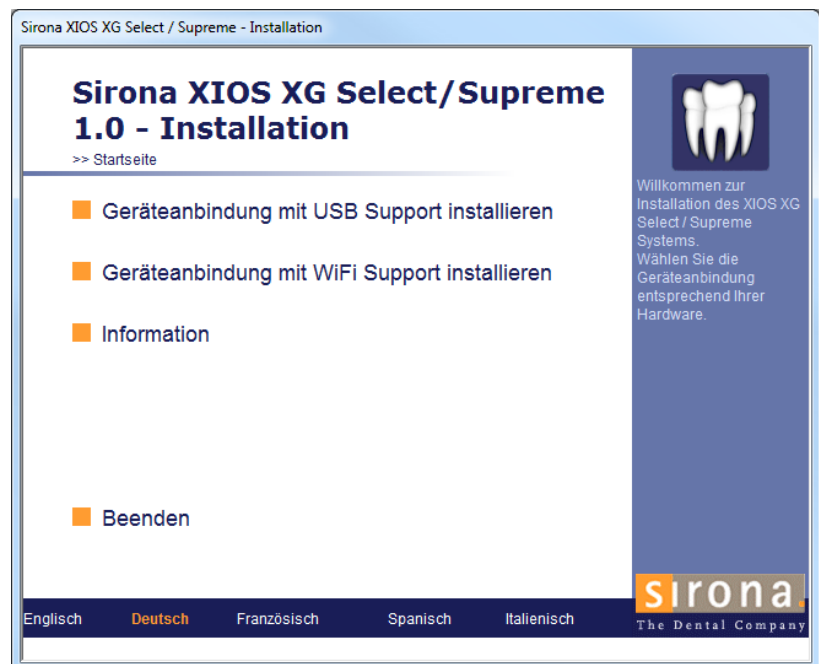 Sirona XIOS XG Select / Supreme - Installation
Sirona XIOS XG Select/Supreme
1.0 - Installation
>> Startseite
Geräteanbindung mit USB Support installieren
Geräteanbindung mit WiFi Support installieren
Information
Beenden
Willkommen zur
Installation des XIOS XG
Select / Supreme
Systems.
Wählen Sie die
Geräteanbindung
entsprechend Ihrer
Hardware.
sirona.
The Dental Company
Englisch Deutsch Französisch Spanisch Italienisch